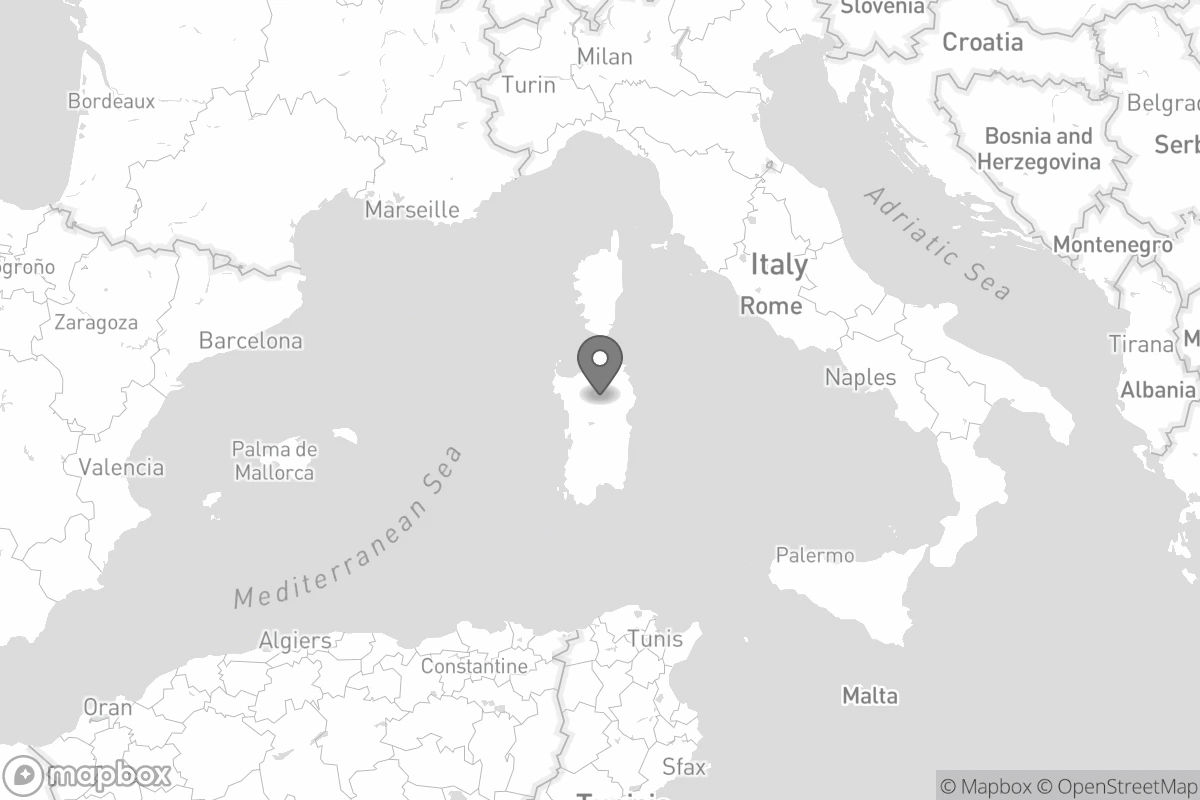 Slovenia
Croatia
Milan
Turin
Bordeaux
Belgrad
Bosnia and
Herzegovina
Serb
Marseille
Adriatic Sea
Montenegro
ogroño
Italy
Rome
Zaragoza
Barcelona
Tirana
M
Naples
Albania
Palma de
Mallorca
Valencia
Mediterranean Sea
Palermo
Algiers
Tunis
Constantine
Malta
Oran
Sfax
mapbox
Tunisia
© Mapbox © OpenStreetMap